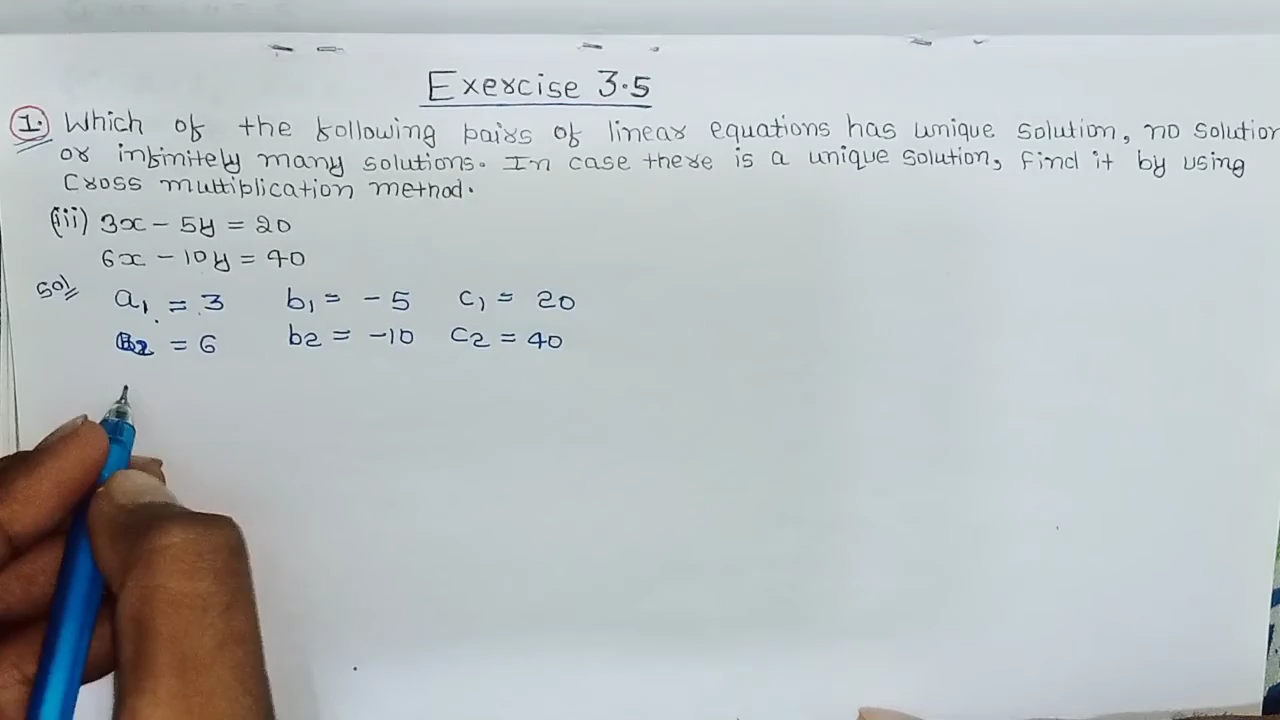 Exercise 3.5
1. Which of the following pairs of linear equations has unique solution, no solution
or infinitely many solutions. In case there is a unique solution, find it by using
Cross multiplication method.
(iii) 3x - 5y = 20
6x - 10y = 40
Sol
a1 = 3 b1 = -5 c1 = 20
= 6 b2 = -10 c2 = 40